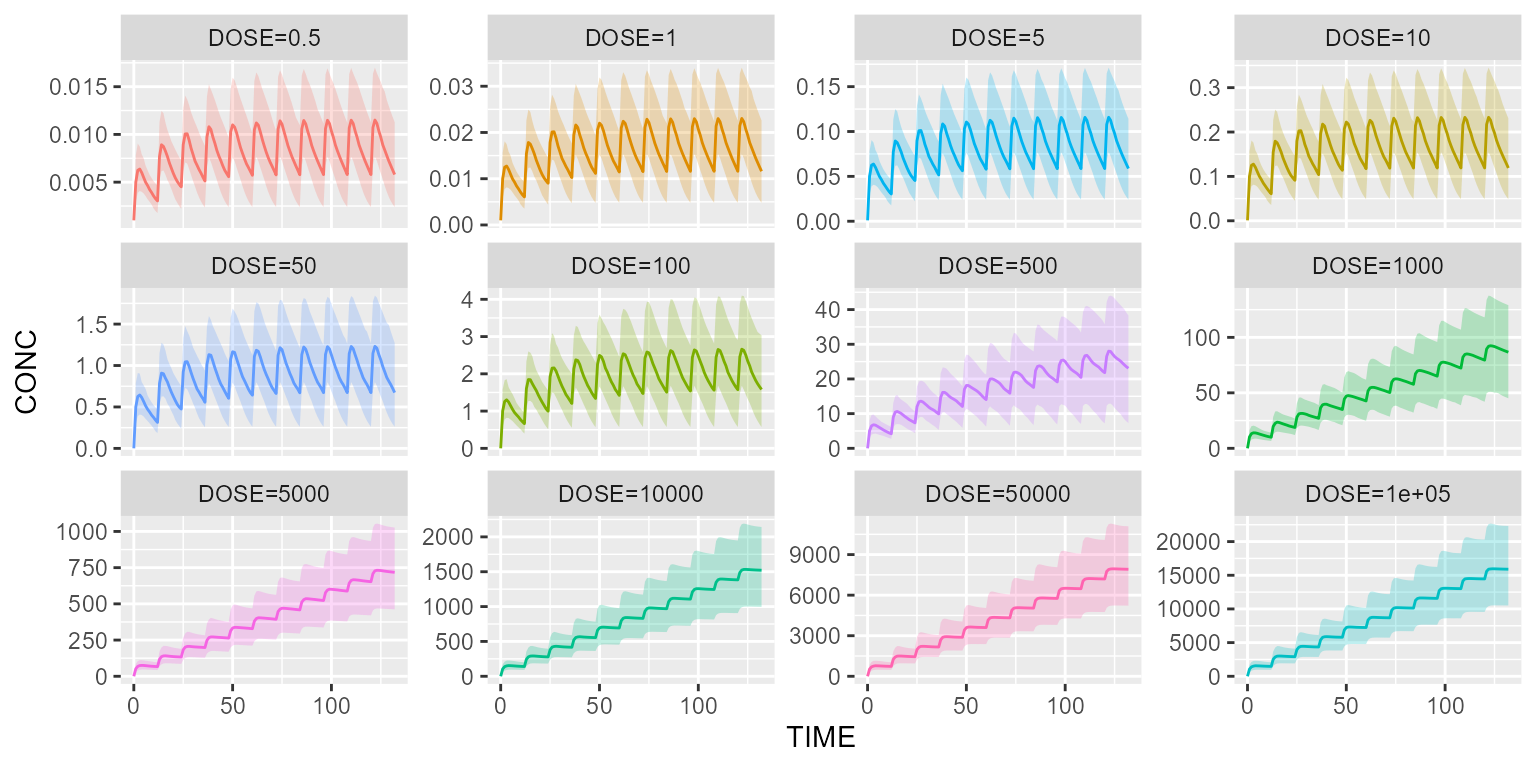 DOSE=0.5 DOSE=1 DOSE=5 DOSE=10
0.015 0.03 0.15 0.3
0.010 0.02 0.10 0.2
0.005 0.01 0.05 0.1
0.00 0.00 0.0
DOSE=50 DOSE=100 DOSE=500 DOSE=1000
CONC
1.5 4 40 100
1.0 3 30 50
0.5 2 20 0
0.0 1 10
0 0
DOSE=5000 DOSE=10000 DOSE=50000 DOSE=1e+05
1000 2000 9000 20000
750 1500 6000 15000
500 1000 3000 10000
250 500 0 5000
0 0 0
0 50 100 0 50 100 0 50 100 0 50 100
TIME